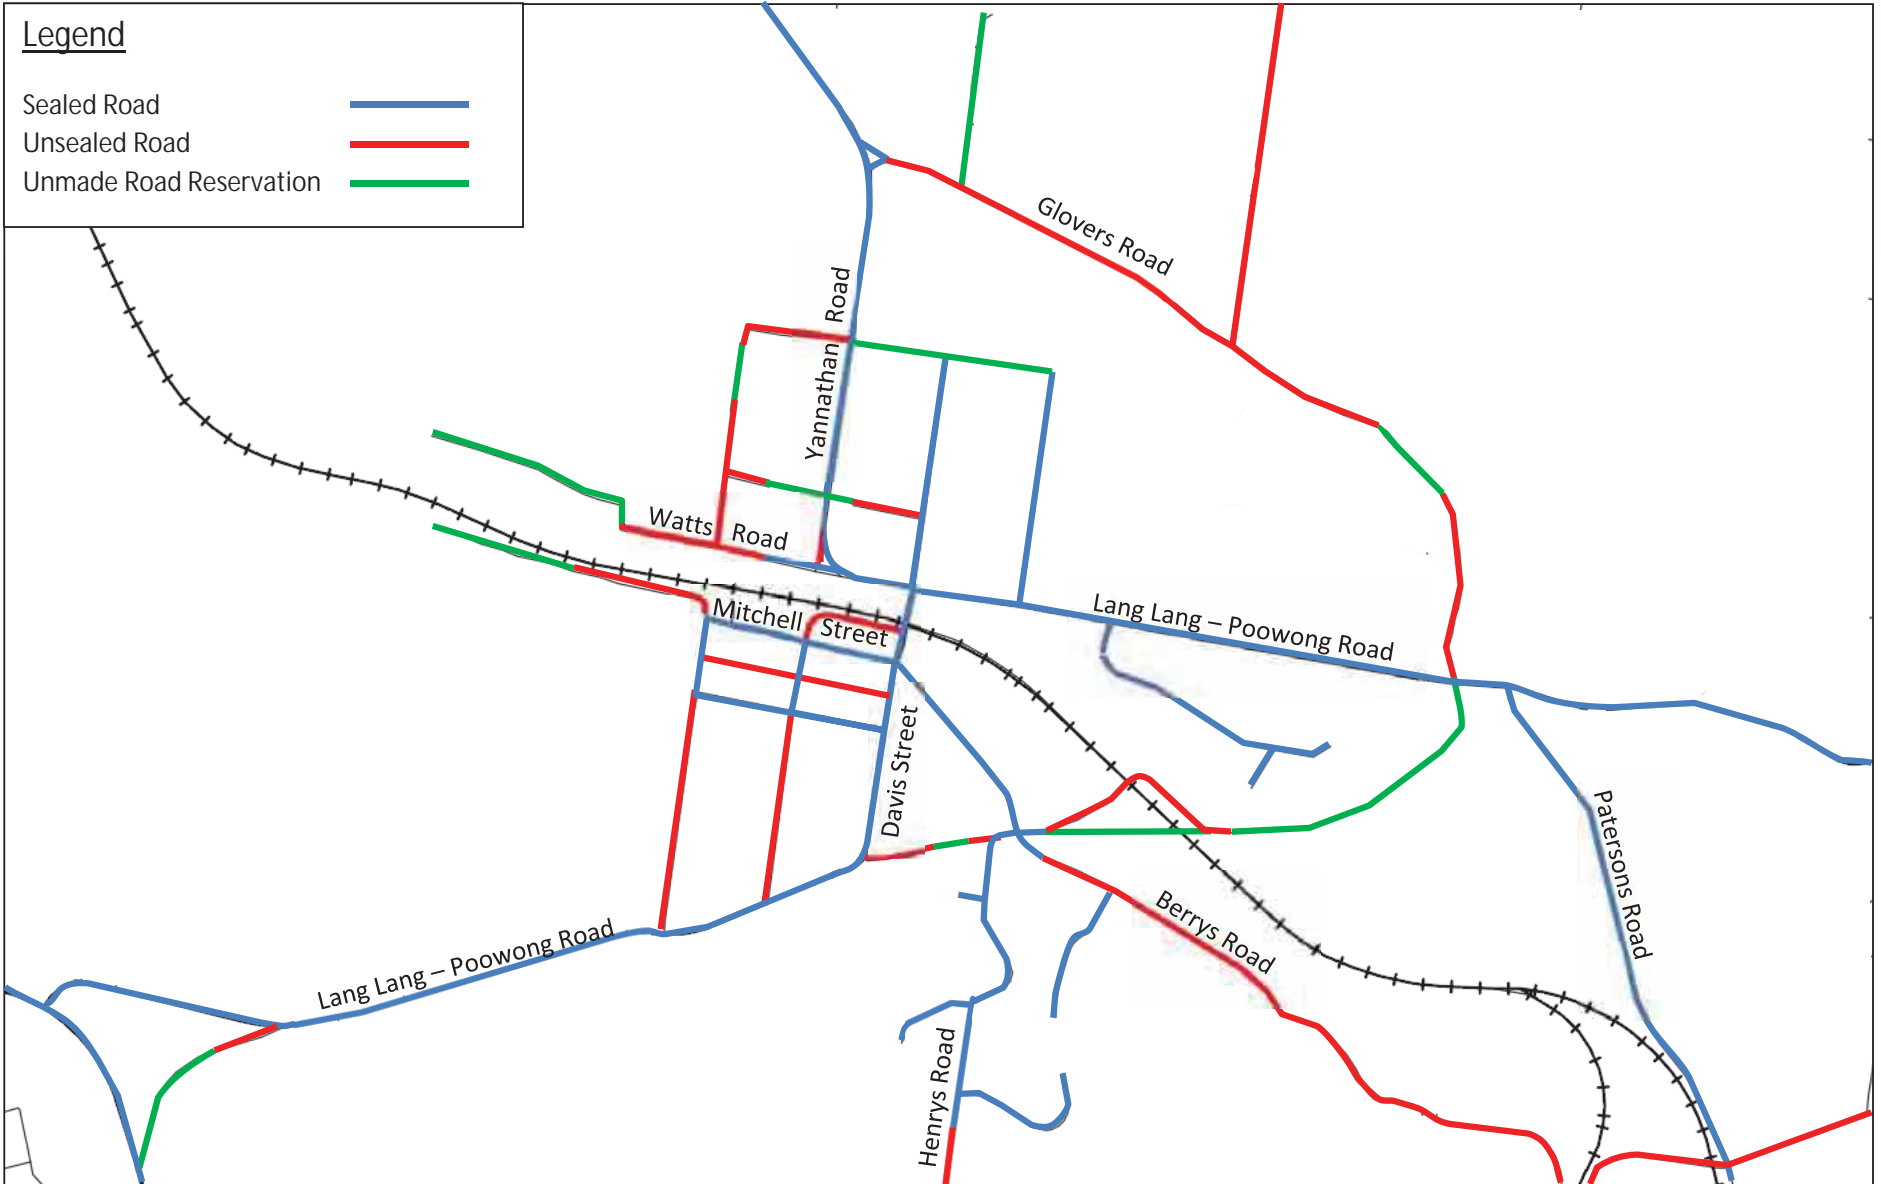 Legend
Sealed Road
Unsealed Road
Unmade Road Reservation
Glovers Road
Yannathan Road
Watts Road
Mitchell Street
Lang Lang – Poowong Road
Davis Street
Patersons Road
Berrys Road
Lang Lang – Poowong Road
Henrys Road